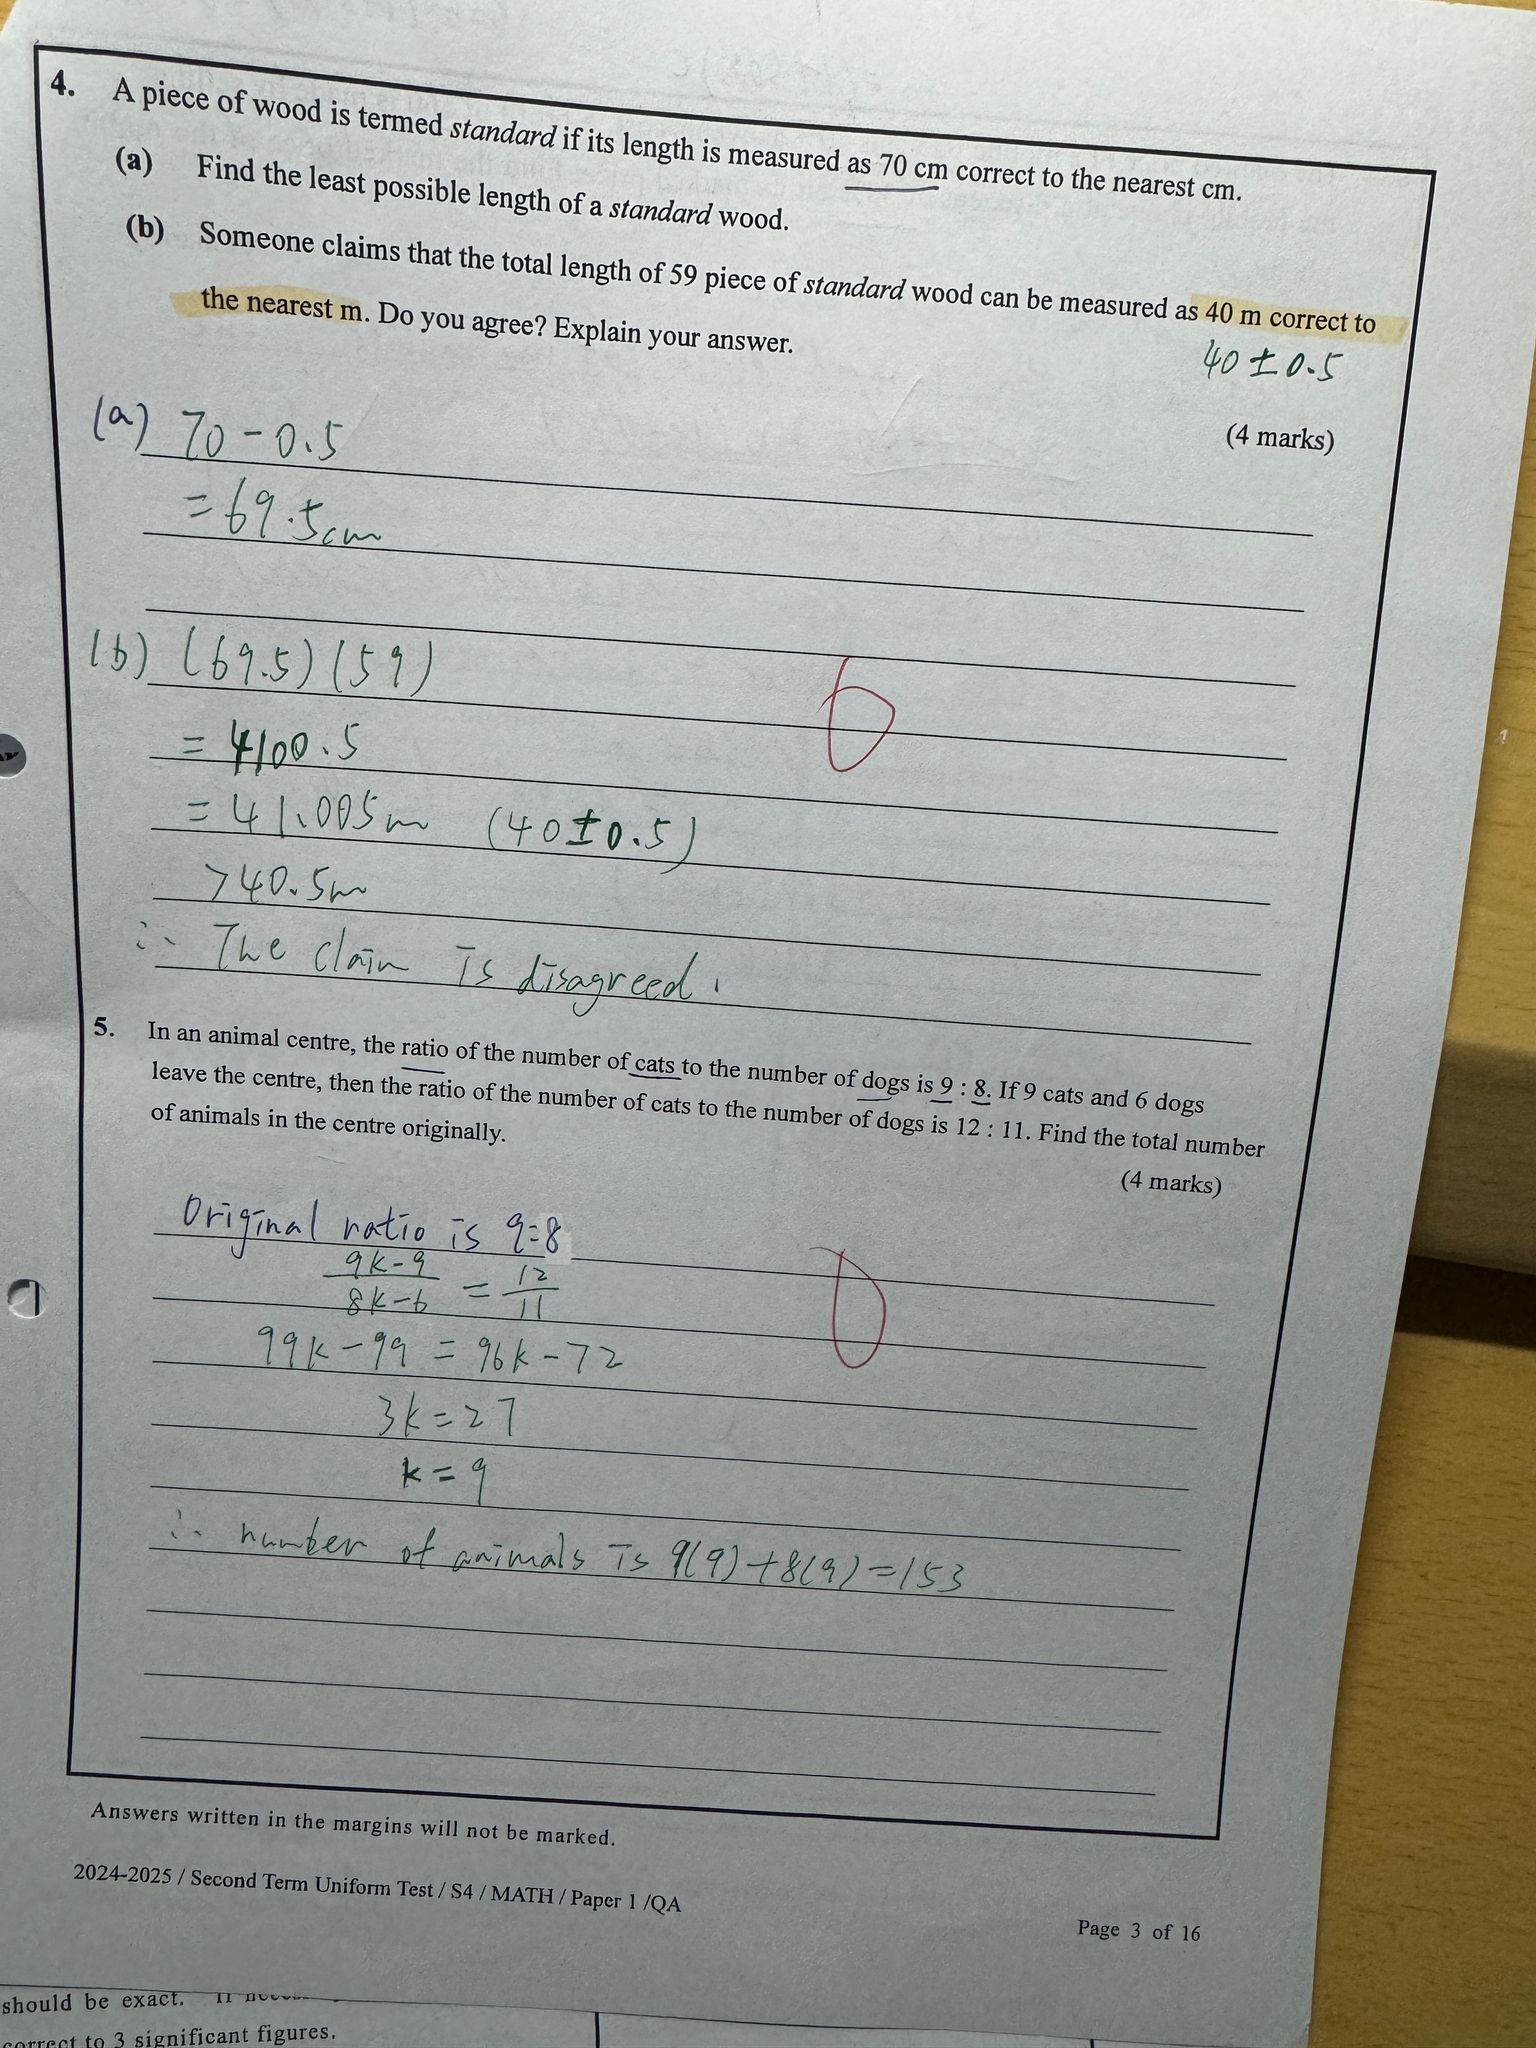 4. A piece of wood is termed standard if its length is measured as 70 cm correct to the nearest cm.
(a) Find the least possible length of a standard wood.
(b) Someone claims that the total length of 59 piece of standard wood can be measured as 40 m correct to
the nearest m. Do you agree? Explain your answer.
40 ± 0.5
(4 marks)
(a) 70 - 0.5
= 69.5cm
(b) (69.5)(59)
= 4100.5
= 41.005m (40±0.5)
>40.5m
∴ The claim is disagreed.
5. In an animal centre, the ratio of the number of cats to the number of dogs is 9 : 8. If 9 cats and 6 dogs
leave the centre, then the ratio of the number of cats to the number of dogs is 12 : 11. Find the total number
of animals in the centre originally.
(4 marks)
Original ratio is 9:8
9k-9 / 8k-6 = 12 / 11
99k-99 = 96k-72
3k=27
k=9
∴ number of animals is 9(9)+8(9)=153
Answers written in the margins will not be marked.
2024-2025 / Second Term Uniform Test / S4 / MATH / Paper 1 /QA
Page 3 of 16
should be exact.
correct to 3 significant figures.